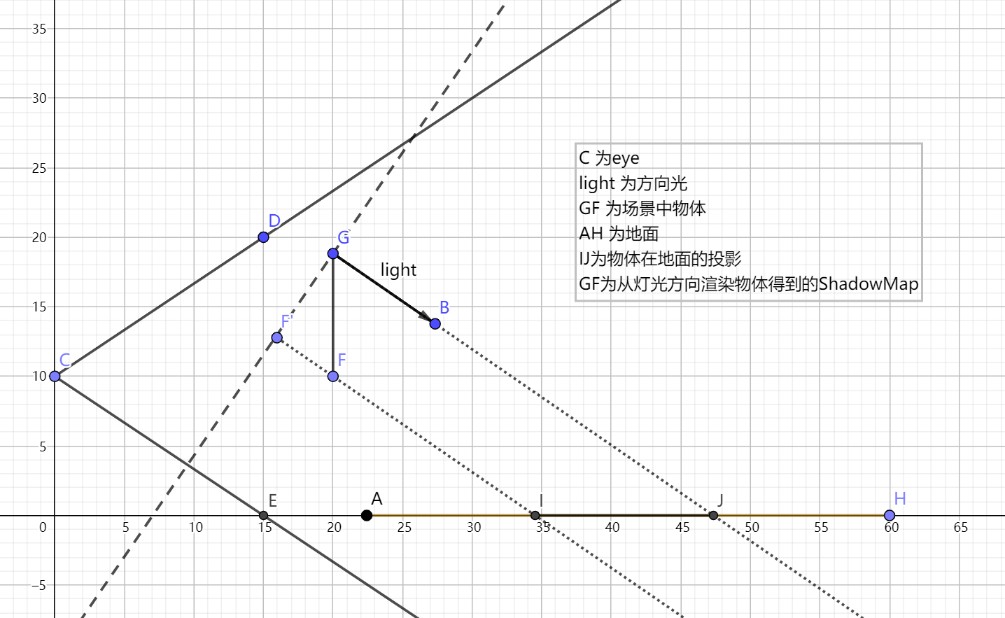 35
30
25
20
15
10
5
0
-5
5
10
15
20
25
30
35
40
45
50
55
60
65
C
D
E
G
F'
F
light
B
A
I
J
H
C 为eye
light 为方向光
GF 为场景中物体
AH 为地面
IJ为物体在地面的投影
GF为从灯光方向渲染物体得到的ShadowMap